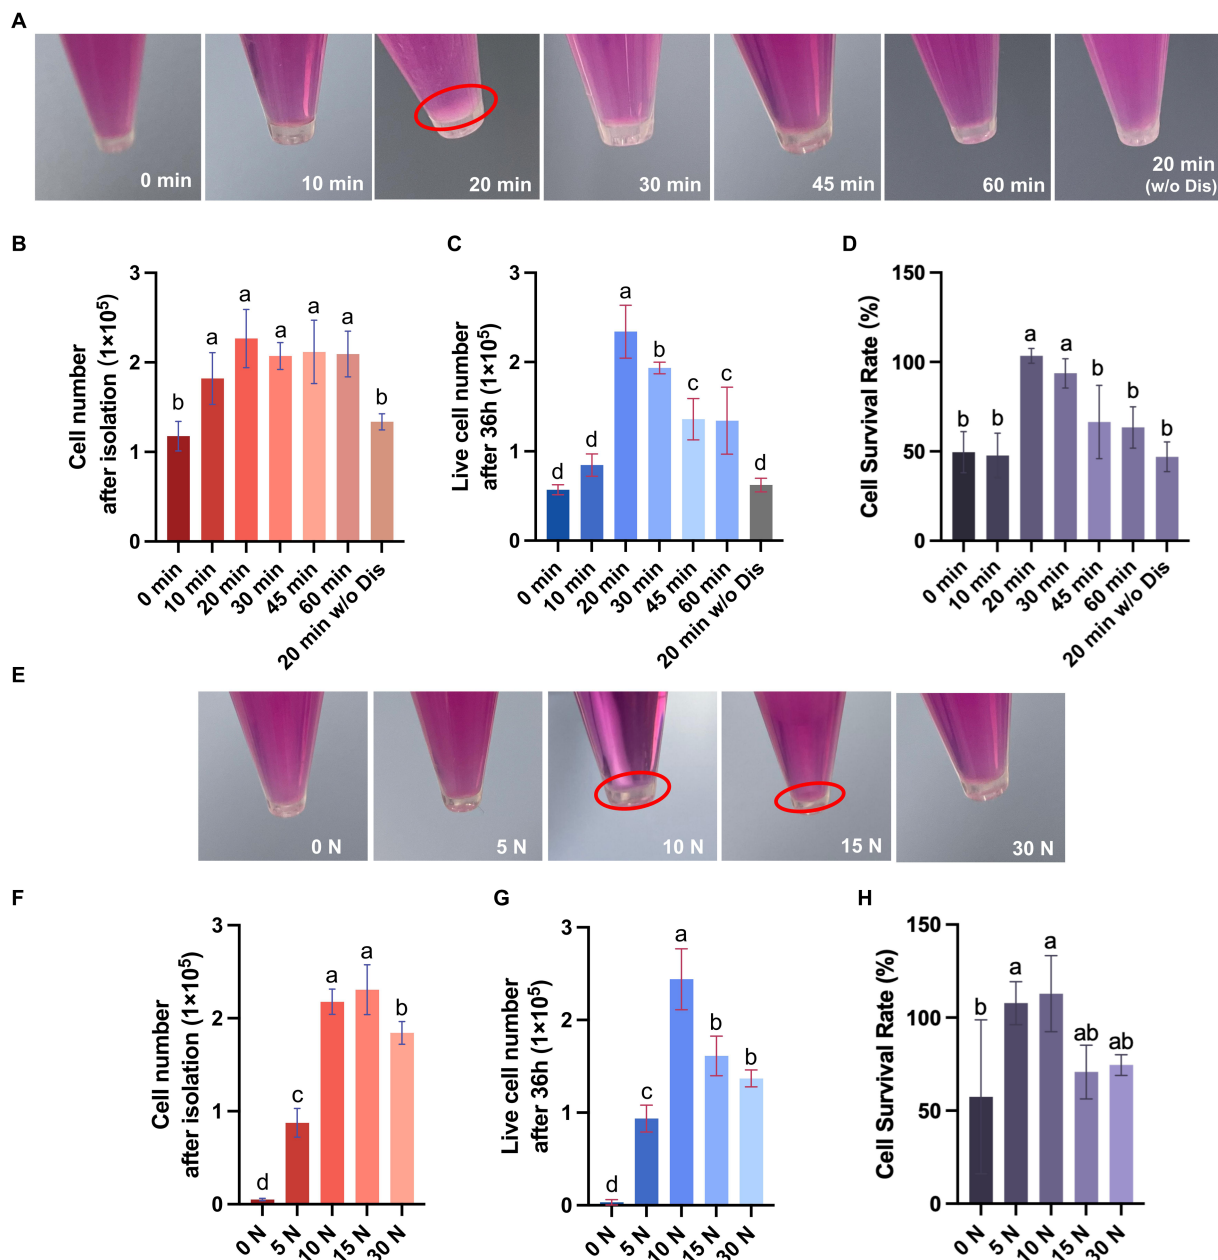 A
0 min
10 min
20 min
30 min
45 min
60 min
20 min
(w/o Dis)
B
Cell number
after isolation (1×10⁵)
3
2
1
0
b
a
a
a
a
a
b
0 min
10 min
20 min
30 min
45 min
60 min
20 min w/o Dis
C
Live cell number
after 36h (1×10⁵)
3
2
1
0
d
d
a
b
c
c
d
0 min
10 min
20 min
30 min
45 min
60 min
20 min w/o Dis
D
Cell Survival Rate (%)
150
100
50
0
b
b
a
a
b
b
b
0 min
10 min
20 min
30 min
45 min
60 min
20 min w/o Dis
E
0 N
5 N
10 N
15 N
30 N
F
Cell number
after isolation (1×10⁵)
3
2
1
0
d
c
a
a
b
0 N
5 N
10 N
15 N
30 N
G
Live cell number
after 36h (1×10⁵)
3
2
1
0
d
c
a
b
b
0 N
5 N
10 N
15 N
30 N
H
Cell Survival Rate (%)
150
100
50
0
b
a
a
ab
ab
0 N
5 N
10 N
15 N
30 N